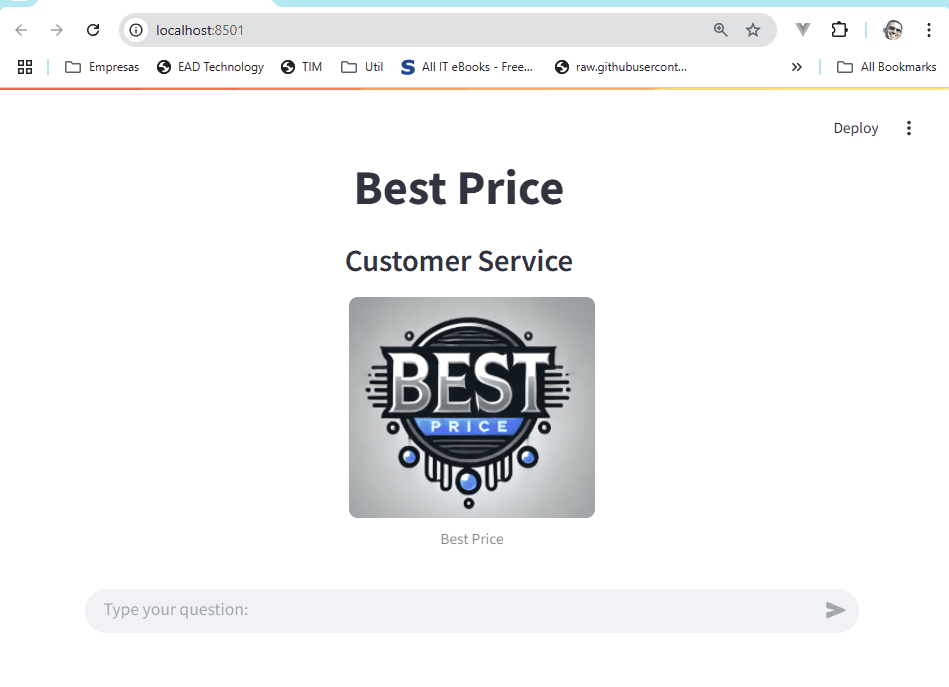 localhost:8501
Empresas EAD Technology TIM Util All IT eBooks - Free... raw.githubusercont... » All Bookmarks
Deploy
Best Price
Customer Service
BEST
PRICE
Best Price
Type your question: